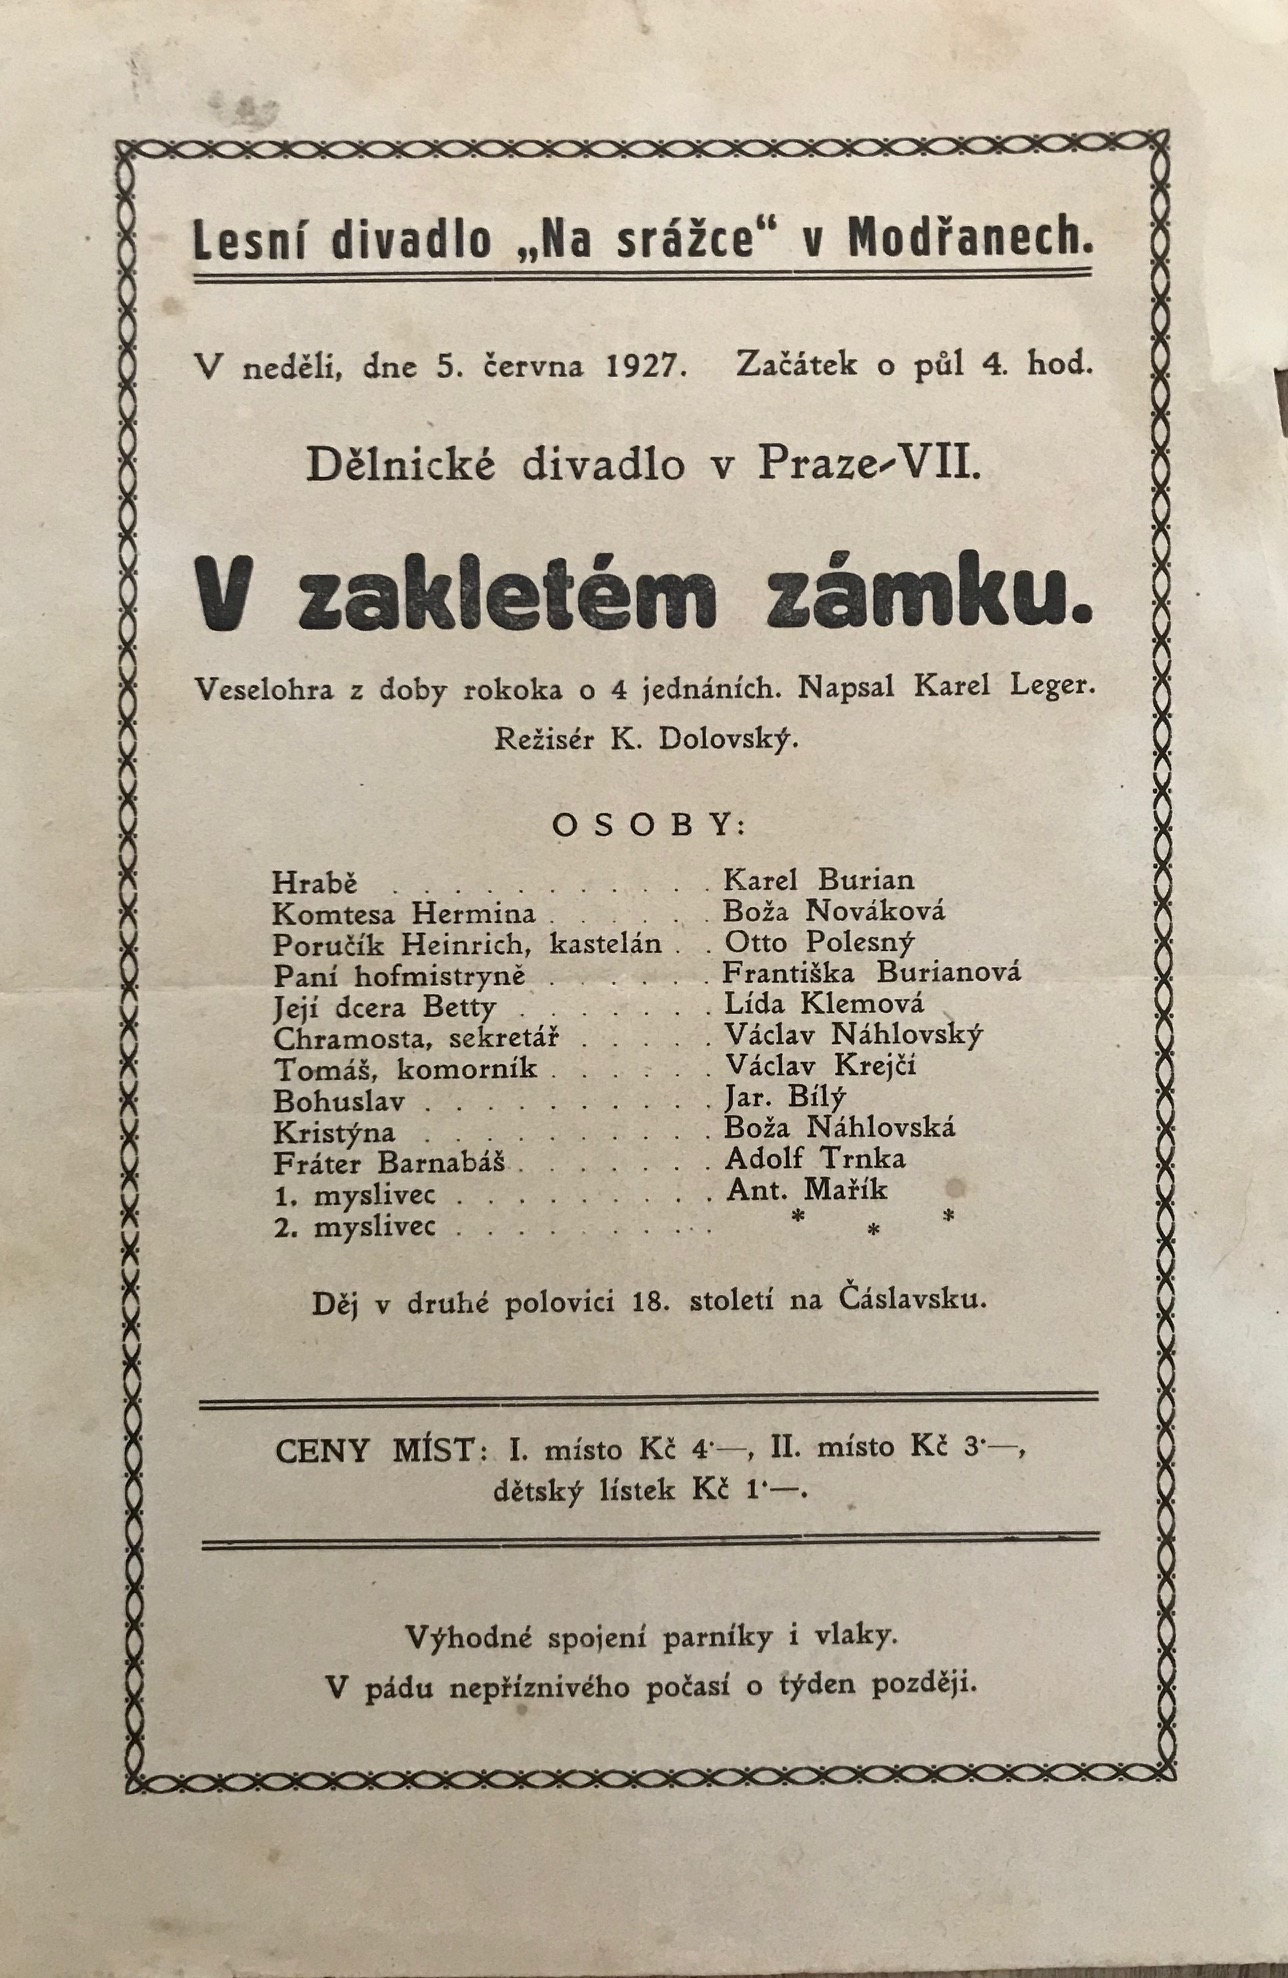 Lesní divadlo „Na srážce“ v Modřanech.
V neděli, dne 5. června 1927. Začátek o půl 4. hod.
Dělnické divadlo v Praze-VII.
V zakletém zámku.
Veselohra z doby rokoka o 4 jednáních. Napsal Karel Leger.
Režisér K. Dolovský.
OSOBY:
Hrabě . . . . . . . . . . . Karel Burian
Komtesa Hermina . . . . . . Boža Nováková
Poručík Heinrich, kastelán . . Otto Polesný
Paní hofmistryně . . . . . . Františka Burianová
Její dcera Betty . . . . . . . Lída Klemová
Chramosta, sekretář . . . . . Václav Náhlovský
Tomáš, komorník . . . . . . Václav Krejčí
Bohuslav . . . . . . . . . . Jar. Bílý
Kristýna . . . . . . . . . . Boža Náhlovská
Fráter Barnabáš . . . . . . . Adolf Trnka
1. myslivec . . . . . . . . . Ant. Mařík
2. myslivec . . . . . . . . . * * *
Děj v druhé polovici 18. století na Čáslavsku.
CENY MÍST: I. místo Kč 4·—, II. místo Kč 3·—,
dětský lístek Kč 1·—.
Výhodné spojení parníky i vlaky.
V pádu nepříznivého počasí o týden později.